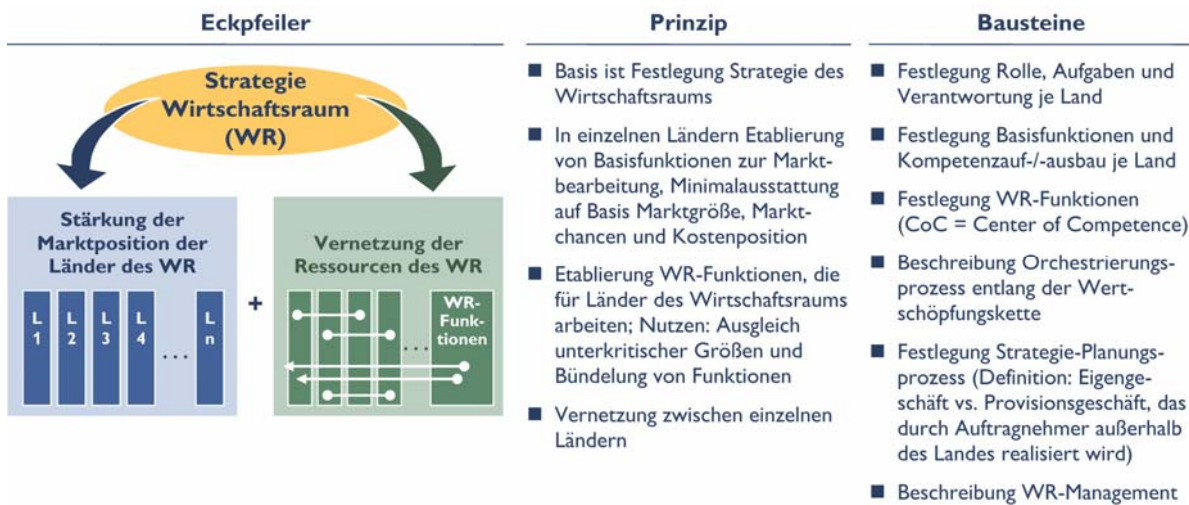 Eckpfeiler
Strategie
Wirtschaftsraum
(WR)
Stärkung der
Marktposition der
Länder des WR
L
1
L
2
L
3
L
4
...
L
n
+
Vernetzung der
Ressourcen des WR
...
WR-
Funk-
tionen
Prinzip
■ Basis ist Festlegung Strategie des
Wirtschaftsraums
■ In einzelnen Ländern Etablierung
von Basisfunktionen zur Markt-
bearbeitung, Minimalausstattung
auf Basis Marktgröße, Markt-
chancen und Kostenposition
■ Etablierung WR-Funktionen, die
für Länder des Wirtschaftsraums
arbeiten; Nutzen: Ausgleich
unterkritischer Größen und
Bündelung von Funktionen
■ Vernetzung zwischen einzelnen
Ländern
Bausteine
■ Festlegung Rolle, Aufgaben und
Verantwortung je Land
■ Festlegung Basisfunktionen und
Kompetenzauf-/-ausbau je Land
■ Festlegung WR-Funktionen
(CoC = Center of Competence)
■ Beschreibung Orchestrierungs-
prozess entlang der Wert-
schöpfungskette
■ Festlegung Strategie-Planungs-
prozess (Definition: Eigenge-
schäft vs. Provisionsgeschäft, das
durch Auftragnehmer außerhalb
des Landes realisiert wird)
■ Beschreibung WR-Management